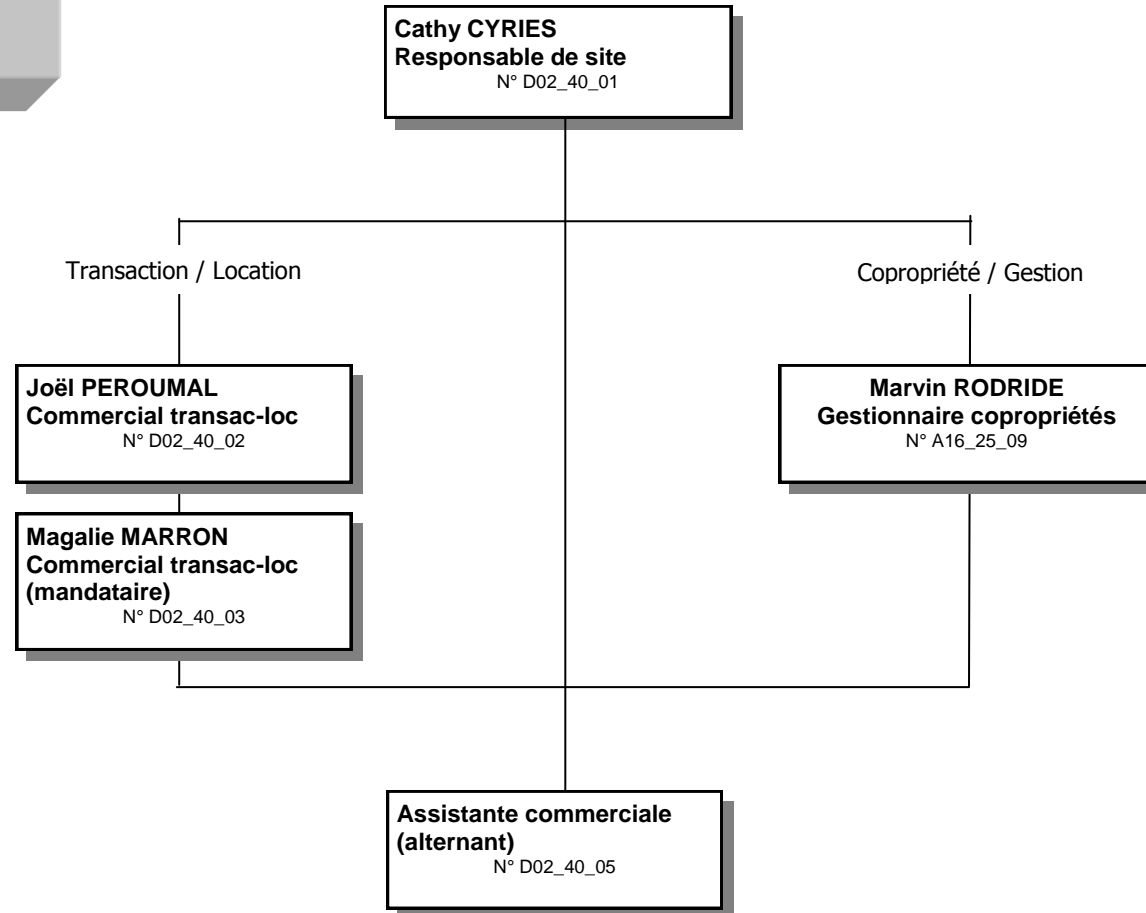 Cathy CYRIES
Responsable de site
N° D02_40_01
Transaction / Location
Copropriété / Gestion
Joël PEROUMAL
Commercial transac-loc
N° D02_40_02
Marvin RODRIDE
Gestionnaire copropriétés
N° A16_25_09
Magalie MARRON
Commercial transac-loc
(mandataire)
N° D02_40_03
Assistante commerciale
(alternant)
N° D02_40_05